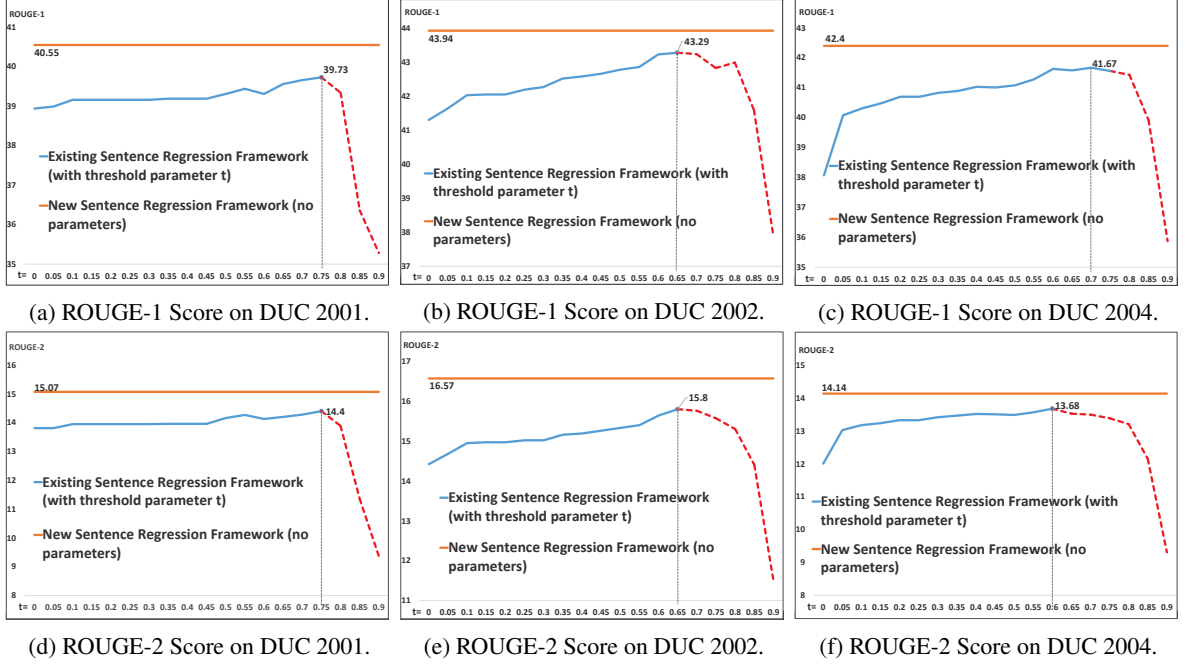 ROUGE-1
41
40
39
38
37
36
35
40.55
39.73
Existing Sentence Regression Framework
(with threshold parameter t)
New Sentence Regression Framework (no
parameters)
t= 0 0.05 0.1 0.15 0.2 0.25 0.3 0.35 0.4 0.45 0.5 0.55 0.6 0.65 0.7 0.75 0.8 0.85 0.9
(a) ROUGE-1 Score on DUC 2001.
ROUGE-1
44
43
42
41
40
39
38
37
43.94
43.29
Existing Sentence Regression Framework (with
threshold parameter t)
New Sentence Regression Framework (no
parameters)
t= 0 0.05 0.1 0.15 0.2 0.25 0.3 0.35 0.4 0.45 0.5 0.55 0.6 0.65 0.7 0.75 0.8 0.85 0.9
(b) ROUGE-1 Score on DUC 2002.
ROUGE-1
43
42
41
40
39
38
37
36
35
42.4
41.67
Existing Sentence Regression Framework (with
threshold parameter t)
New Sentence Regression Framework (no
parameters)
t= 0 0.05 0.1 0.15 0.2 0.25 0.3 0.35 0.4 0.45 0.5 0.55 0.6 0.65 0.7 0.75 0.8 0.85 0.9
(c) ROUGE-1 Score on DUC 2004.
ROUGE-2
16
15
14
13
12
11
10
9
8
15.07
14.4
Existing Sentence Regression Framework
(with threshold parameter t)
New Sentence Regression Framework (no
parameters)
t= 0 0.05 0.1 0.15 0.2 0.25 0.3 0.35 0.4 0.45 0.5 0.55 0.6 0.65 0.7 0.75 0.8 0.85 0.9
(d) ROUGE-2 Score on DUC 2001.
ROUGE-2
17
16
15
14
13
12
11
16.57
15.8
Existing Sentence Regression Framework
(with threshold parameter t)
New Sentence Regression Framework (no
parameters)
t= 0 0.05 0.1 0.15 0.2 0.25 0.3 0.35 0.4 0.45 0.5 0.55 0.6 0.65 0.7 0.75 0.8 0.85 0.9
(e) ROUGE-2 Score on DUC 2002.
ROUGE-2
15
14
13
12
11
10
9
8
14.14
13.68
Existing Sentence Regression Framework (with
threshold parameter t)
New Sentence Regression Framework (no
parameters)
t= 0 0.05 0.1 0.15 0.2 0.25 0.3 0.35 0.4 0.45 0.5 0.55 0.6 0.65 0.7 0.75 0.8 0.85 0.9
(f) ROUGE-2 Score on DUC 2004.